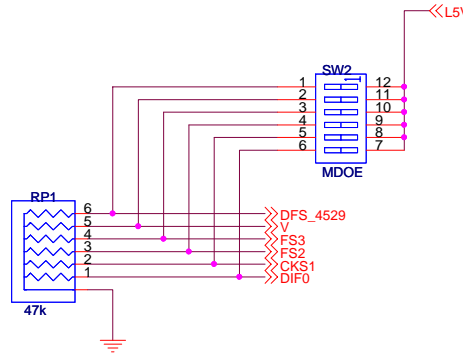 L5V
SW2
1 12
2 11
3 10
4 9
5 8
6 7
MDOE
RP1
6 DFS_4529
5 V
4 FS3
3 FS2
2 CKS1
1 DIF0
47k